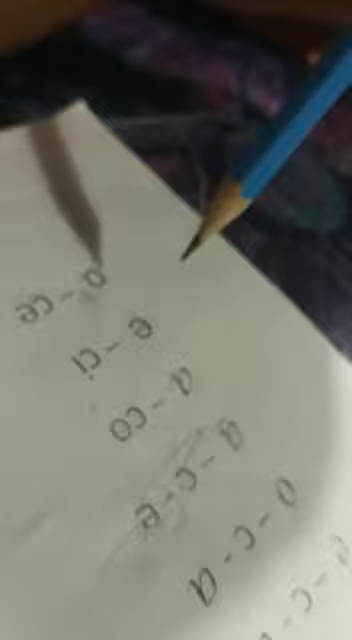 - c -
o - c - a
a - c - e
a - co
e - ci
o - ce